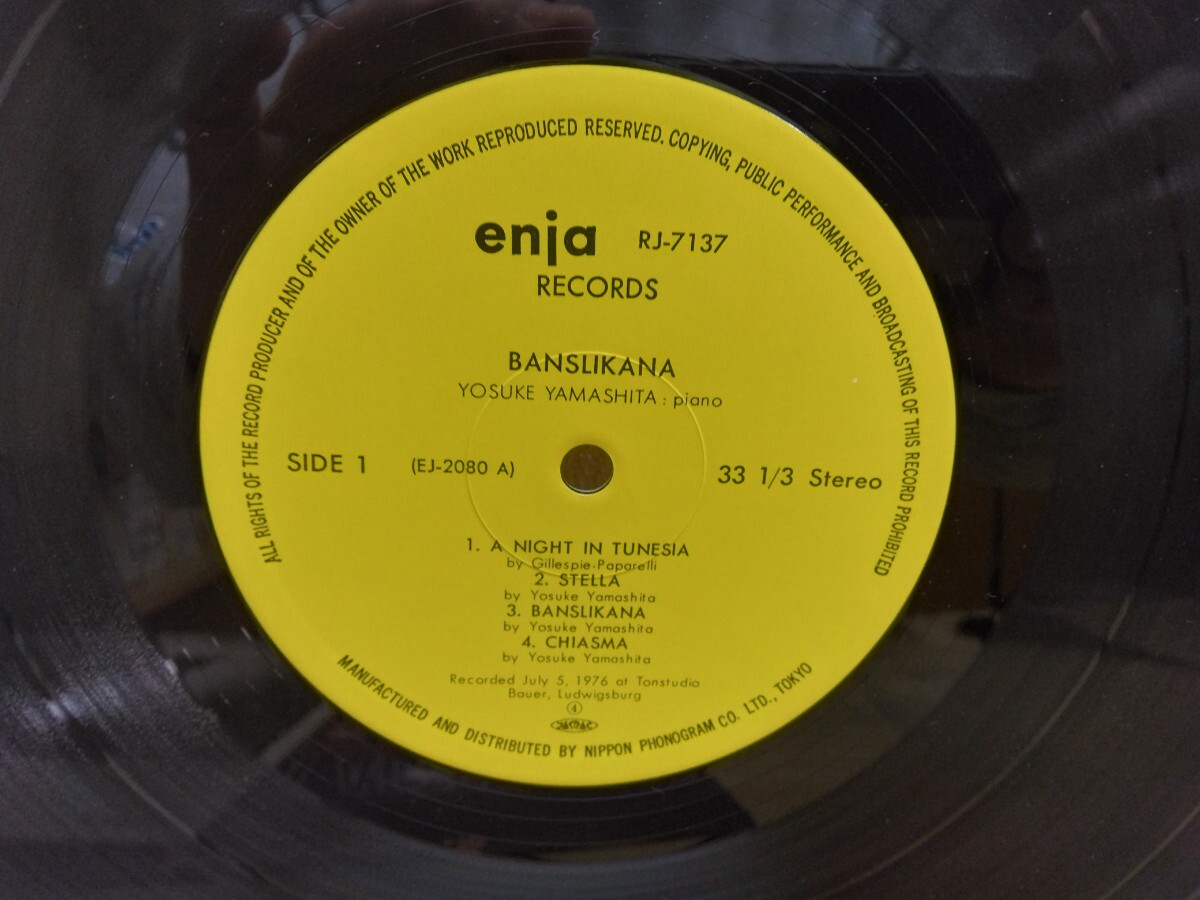 ALL RIGHTS OF THE RECORD PRODUCER AND OF THE OWNER OF THE WORK REPRODUCED RESERVED. COPYING, PUBLIC PERFORMANCE AND BROADCASTING OF THIS RECORD PROHIBITED
enja RJ-7137
RECORDS
BANSLIKANA
YOSUKE YAMASHITA : piano
SIDE 1 (EJ-2080 A) 33 1/3 Stereo
1. A NIGHT IN TUNESIA
by Gillespie-Paparelli
2. STELLA
by Yosuke Yamashita
3. BANSLIKANA
by Yosuke Yamashita
4. CHIASMA
by Yosuke Yamashita
Recorded July 5, 1976 at Tonstudio
Bauer, Ludwigsburg
④
MANUFACTURED AND DISTRIBUTED BY NIPPON PHONOGRAM CO. LTD., TOKYO